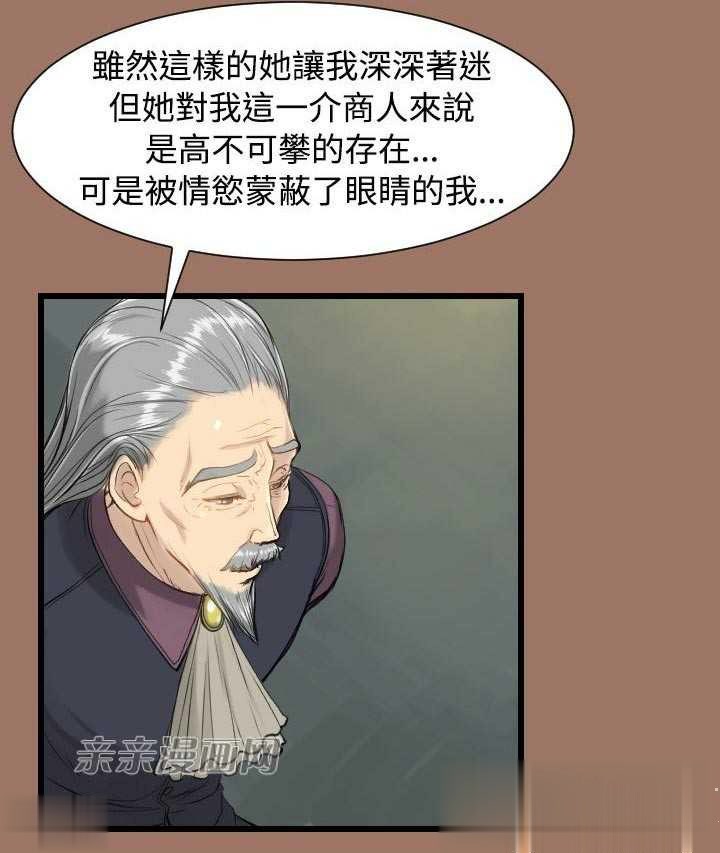 雖然這樣的她讓我深深著迷
但她對我這一介商人來說
是高不可攀的存在...
可是被情慾蒙蔽了眼睛的我...
亲亲漫画网